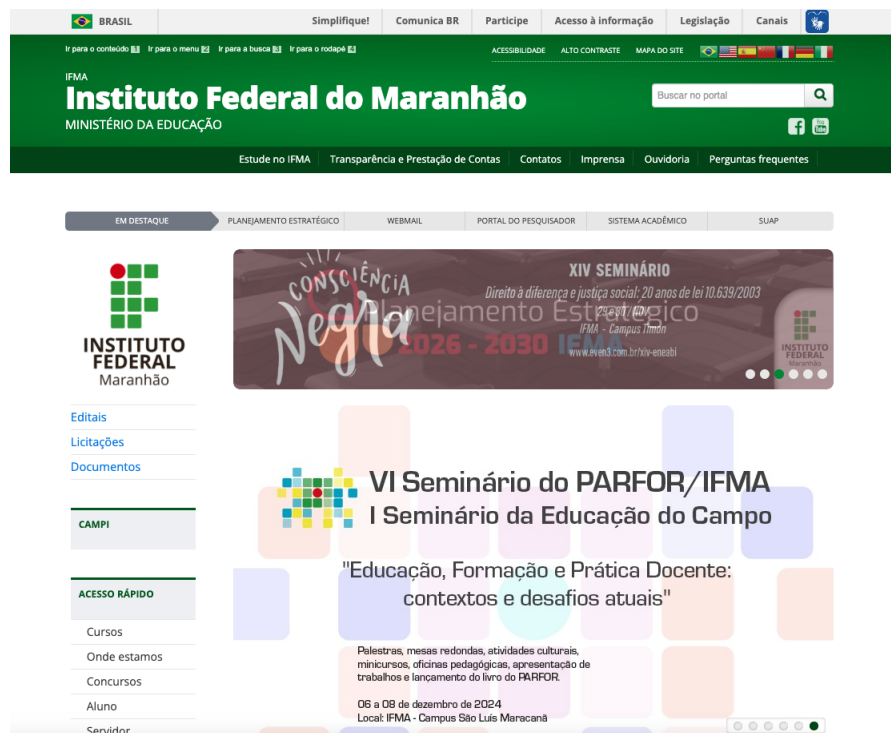 BRASIL
Simplifique! Comunica BR Participe Acesso à informação Legislação Canais
Ir para o conteúdo 1 Ir para o menu 2 Ir para a busca 3 Ir para o rodapé 4
ACESSIBILIDADE ALTO CONTRASTE MAPA DO SITE
IFMA
Instituto Federal do Maranhão
MINISTÉRIO DA EDUCAÇÃO
Buscar no portal
You Tube
Estude no IFMA Transparência e Prestação de Contas Contatos Imprensa Ouvidoria Perguntas frequentes
EM DESTAQUE PLANEJAMENTO ESTRATÉGICO WEBMAIL PORTAL DO PESQUISADOR SISTEMA ACADÊMICO SUAP
INSTITUTO
FEDERAL
Maranhão
CONSCIÊNCIA
Negra
XIV SEMINÁRIO
Direito à diferença e justiça social: 20 anos de lei 10.639/2003
Planejamento Estratégico
IFMA - Campus Timon
2026 - 2030 IFMA
www.even3.com.br/xiv-eneabi
INSTITUTO
FEDERAL
Maranhão
Editais
Licitações
Documentos
CAMPI
ACESSO RÁPIDO
Cursos
Onde estamos
Concursos
Aluno
Servidor
VI Seminário do PARFOR/IFMA
I Seminário da Educação do Campo
"Educação, Formação e Prática Docente:
contextos e desafios atuais"
Palestras, mesas redondas, atividades culturais,
minicursos, oficinas pedagógicas, apresentação de
trabalhos e lançamento do livro do PARFOR.
06 a 08 de dezembro de 2024
Local: IFMA - Campus São Luís Maracanã